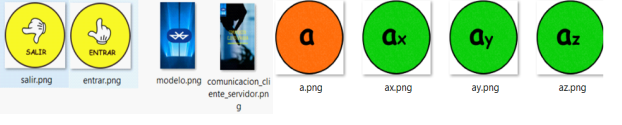 SALIR
ENTRAR
a
ax
ay
az
salir.png
entrar.png
modelo.png
comunicacion_cli
ente_servidor.pn
g
a.png
ax.png
ay.png
az.png